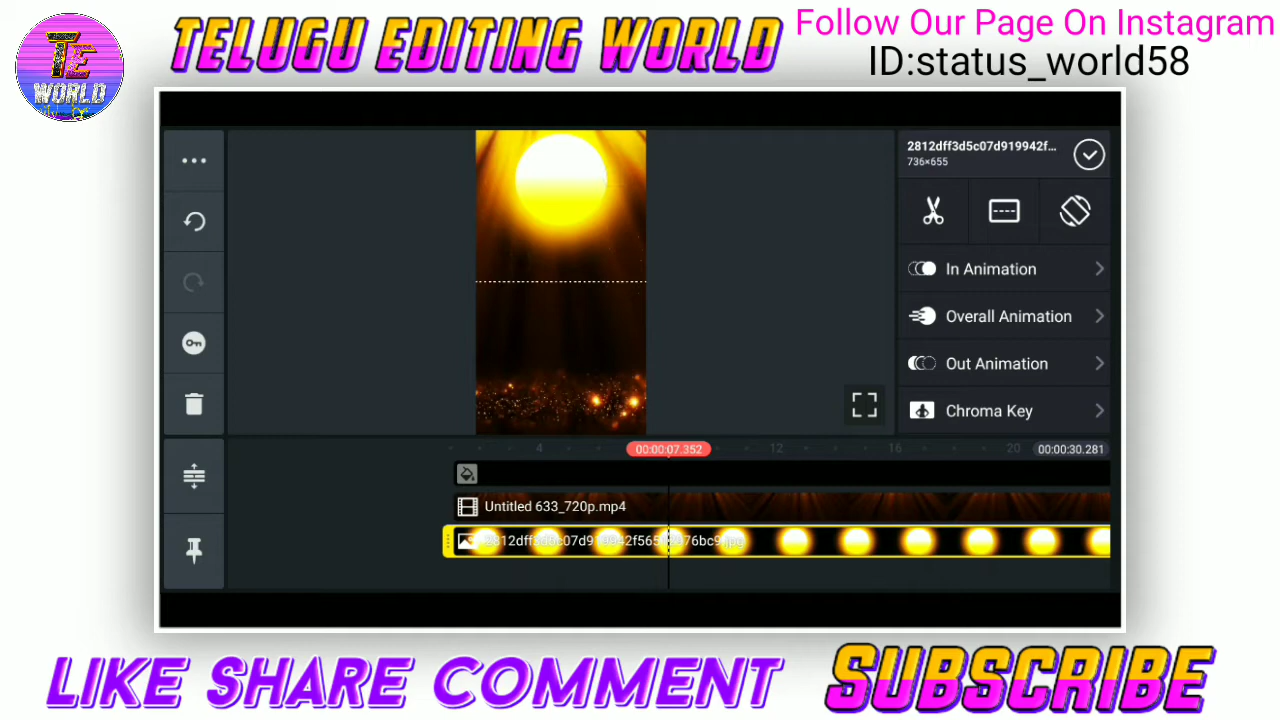 TELUGU EDITING WORLD
Follow Our Page On Instagram
ID:status_world58
TE
WORLD
2812dff3d5c07d919942f...
736×655
In Animation
Overall Animation
Out Animation
Chroma Key
4
00:00:07.352
12
16
20
00:00:30.281
Untitled 633_720p.mp4
LIKE SHARE COMMENT
SUBSCRIBE